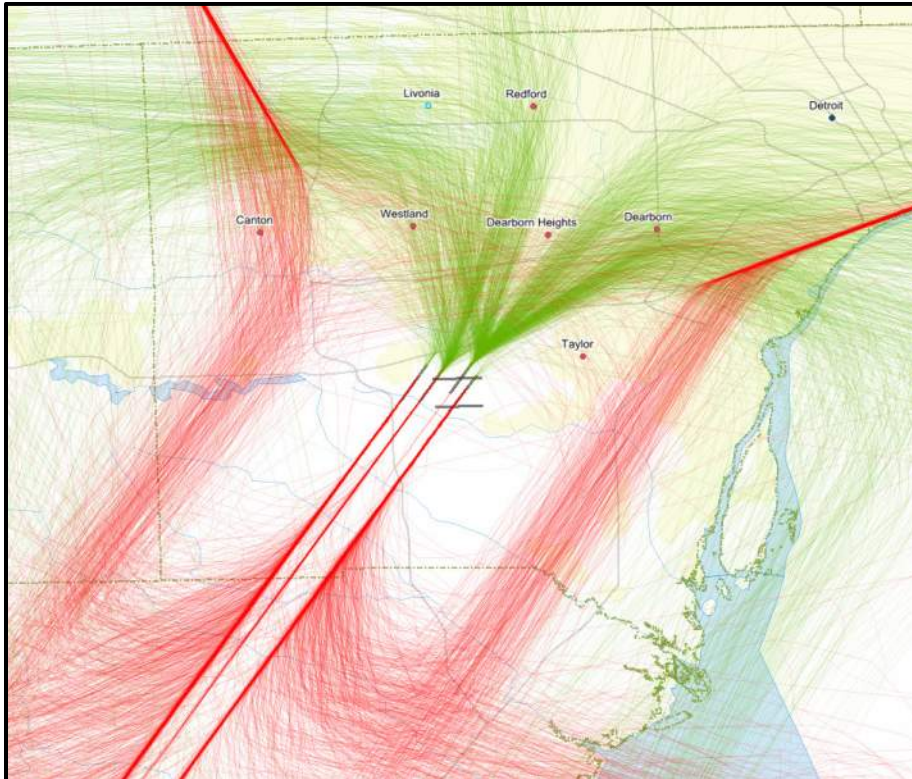 Livonia
Redford
Detroit
Canton
Westland
Dearborn Heights
Dearborn
Taylor